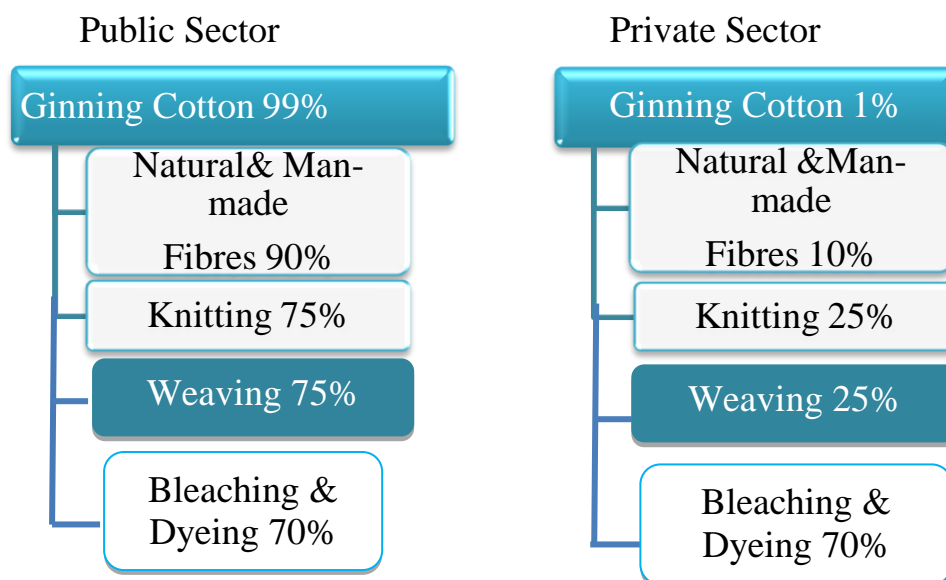 Public Sector
Ginning Cotton 99%
Natural& Man-
made
Fibres 90%
Knitting 75%
Weaving 75%
Bleaching &
Dyeing 70%
Private Sector
Ginning Cotton 1%
Natural &Man-
made
Fibres 10%
Knitting 25%
Weaving 25%
Bleaching &
Dyeing 70%